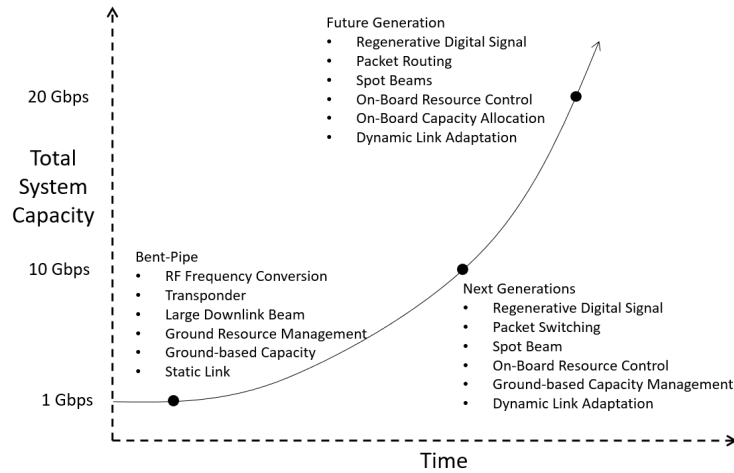 Future Generation
• Regenerative Digital Signal
• Packet Routing
• Spot Beams
• On-Board Resource Control
• On-Board Capacity Allocation
• Dynamic Link Adaptation
20 Gbps
Total
System
Capacity
10 Gbps
1 Gbps
Bent-Pipe
• RF Frequency Conversion
• Transponder
• Large Downlink Beam
• Ground Resource Management
• Ground-based Capacity
• Static Link
Next Generations
• Regenerative Digital Signal
• Packet Switching
• Spot Beam
• On-Board Resource Control
• Ground-based Capacity Management
• Dynamic Link Adaptation
Time